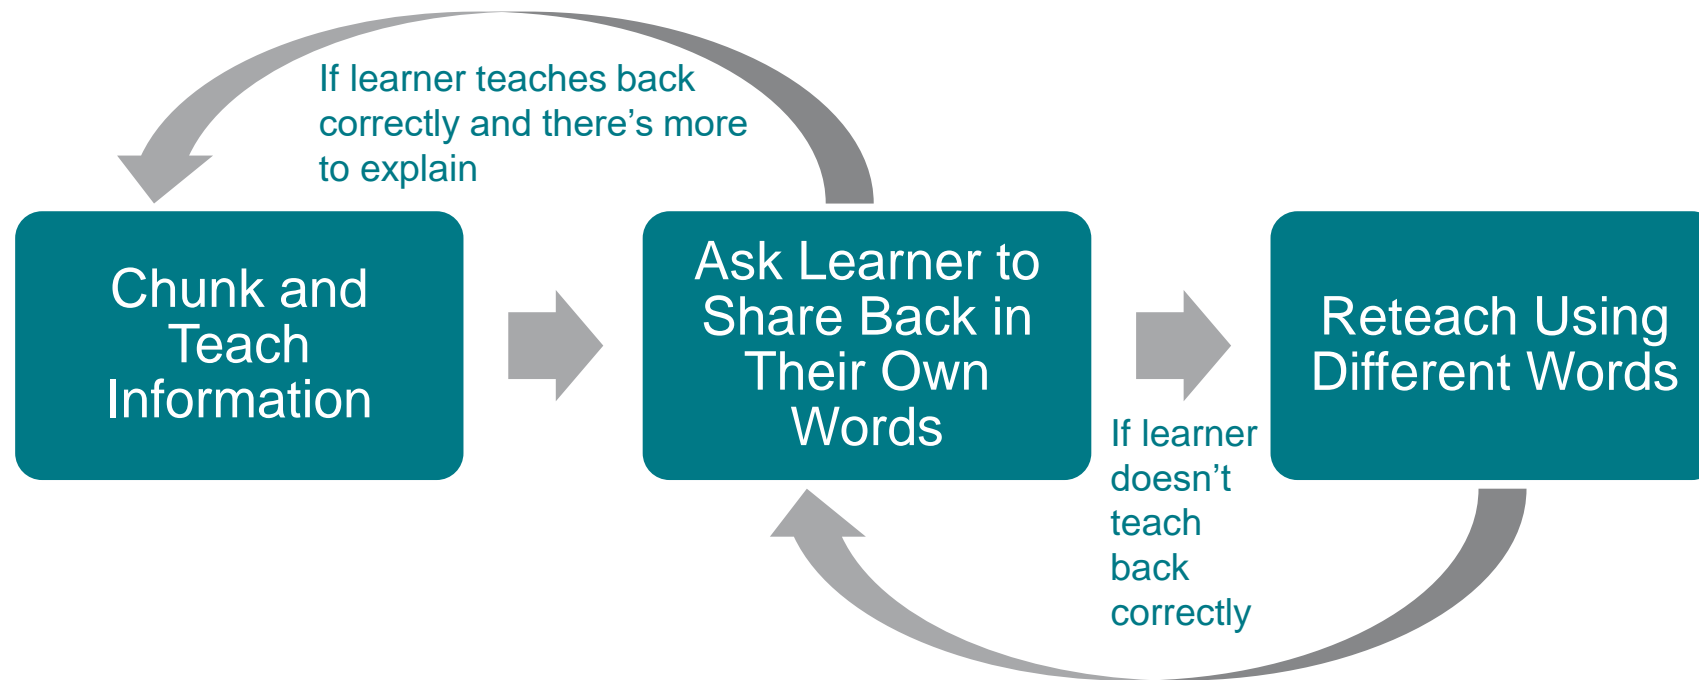 If learner teaches back
correctly and there’s more
to explain
Chunk and
Teach
Information
Ask Learner to
Share Back in
Their Own
Words
If learner
doesn’t
teach
back
correctly
Reteach Using
Different Words